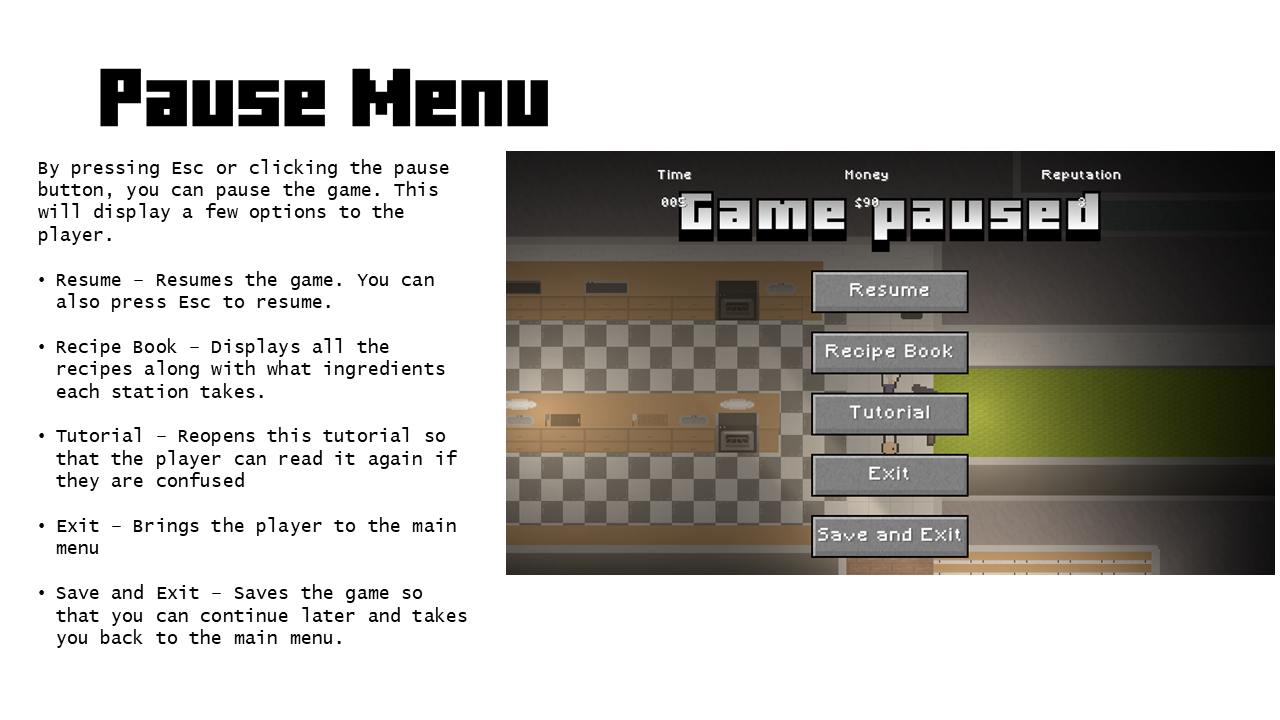 Pause Menu
By pressing Esc or clicking the pause
button, you can pause the game. This
will display a few options to the
player.
• Resume – Resumes the game. You can
also press Esc to resume.
• Recipe Book – Displays all the
recipes along with what ingredients
each station takes.
• Tutorial – Reopens this tutorial so
that the player can read it again if
they are confused
• Exit – Brings the player to the main
menu
• Save and Exit – Saves the game so
that you can continue later and takes
you back to the main menu.
Time Money Reputation
005 $90
Game paused
Resume
Recipe Book
Tutorial
Exit
Save and Exit